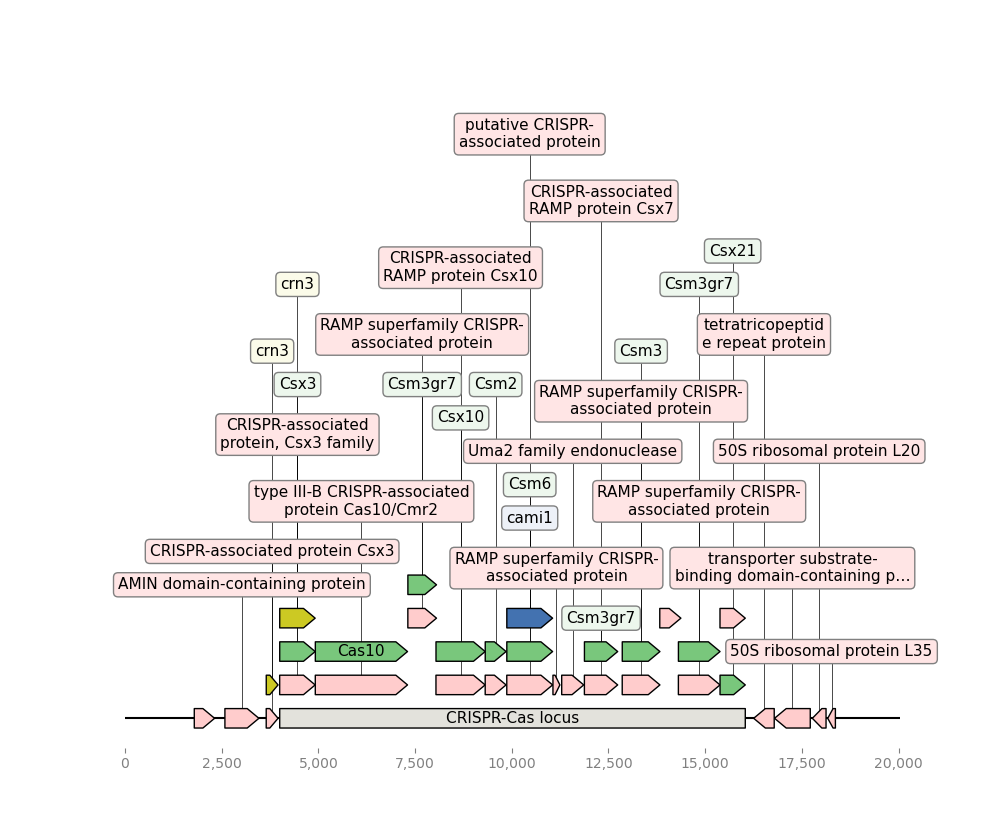 putative CRISPR-
associated protein
CRISPR-associated
RAMP protein Csx7
Csx21
CRISPR-associated
RAMP protein Csx10
crn3
Csm3gr7
RAMP superfamily CRISPR-
associated protein
tetratricopeptid
e repeat protein
crn3
Csm3
Csx3
Csm3gr7
Csm2
RAMP superfamily CRISPR-
associated protein
Csx10
CRISPR-associated
protein, Csx3 family
Uma2 family endonuclease
50S ribosomal protein L20
Csm6
type III-B CRISPR-associated
protein Cas10/Cmr2
RAMP superfamily CRISPR-
associated protein
cami1
CRISPR-associated protein Csx3
RAMP superfamily CRISPR-
associated protein
transporter substrate-
binding domain-containing p...
AMIN domain-containing protein
Csm3gr7
Cas10
50S ribosomal protein L35
CRISPR-Cas locus
0
2,500
5,000
7,500
10,000
12,500
15,000
17,500
20,000